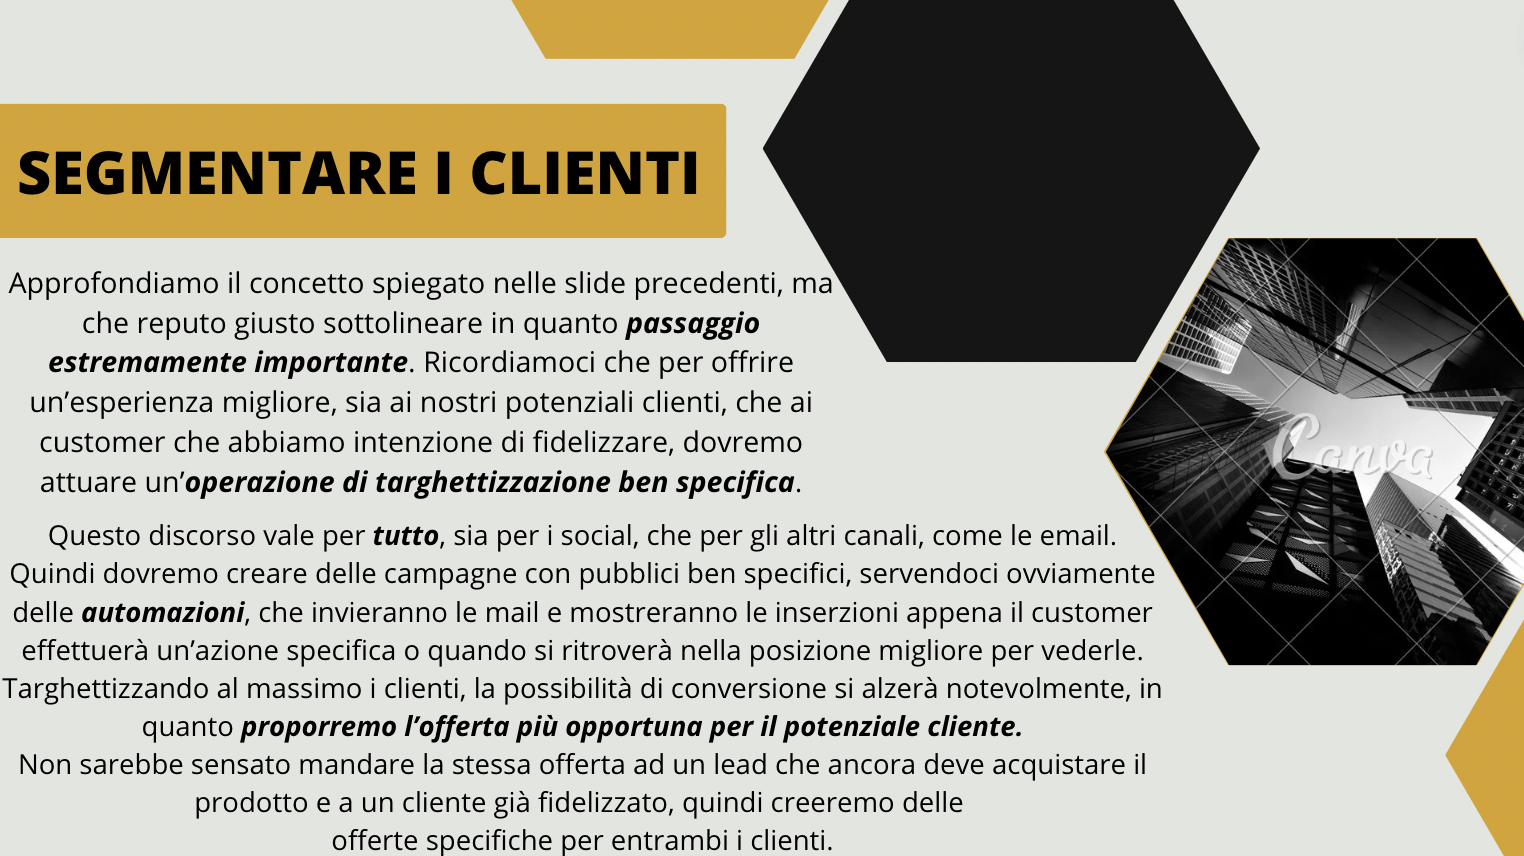 SEGMENTARE I CLIENTI
Approfondiamo il concetto spiegato nelle slide precedenti, ma
che reputo giusto sottolineare in quanto passaggio
estremamente importante. Ricordiamoci che per offrire
un’esperienza migliore, sia ai nostri potenziali clienti, che ai
customer che abbiamo intenzione di fidelizzare, dovremo
attuare un’operazione di targhettizzazione ben specifica.
Questo discorso vale per tutto, sia per i social, che per gli altri canali, come le email.
Quindi dovremo creare delle campagne con pubblici ben specifici, servendoci ovviamente
delle automazioni, che invieranno le mail e mostreranno le inserzioni appena il customer
effettuerà un’azione specifica o quando si ritroverà nella posizione migliore per vederle.
Targhettizzando al massimo i clienti, la possibilità di conversione si alzerà notevolmente, in
quanto proporremo l’offerta più opportuna per il potenziale cliente.
Non sarebbe sensato mandare la stessa offerta ad un lead che ancora deve acquistare il
prodotto e a un cliente già fidelizzato, quindi creeremo delle
offerte specifiche per entrambi i clienti.
Canva